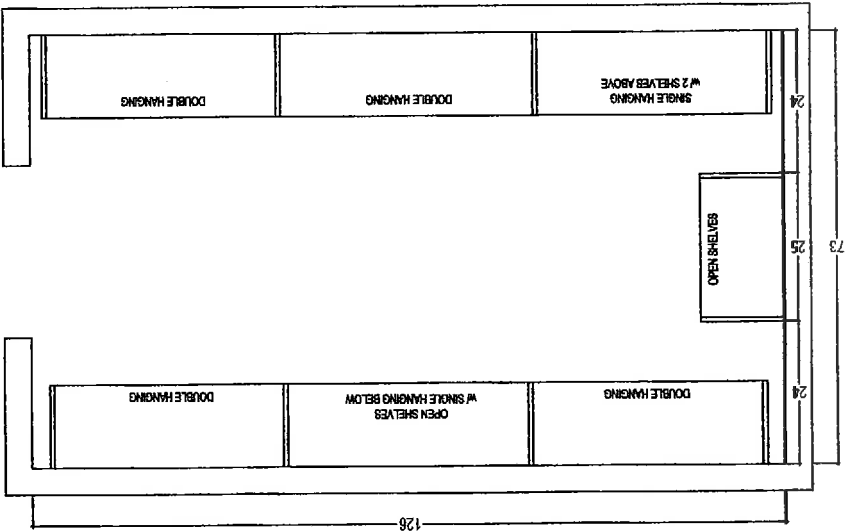 126
24
DOUBLE HANGING
OPEN SHELVES
W/ SINGLE HANGING BELOW
DOUBLE HANGING
73
25
OPEN SHELVES
24
SINGLE HANGING
W/ 2 SHELVES ABOVE
DOUBLE HANGING
DOUBLE HANGING